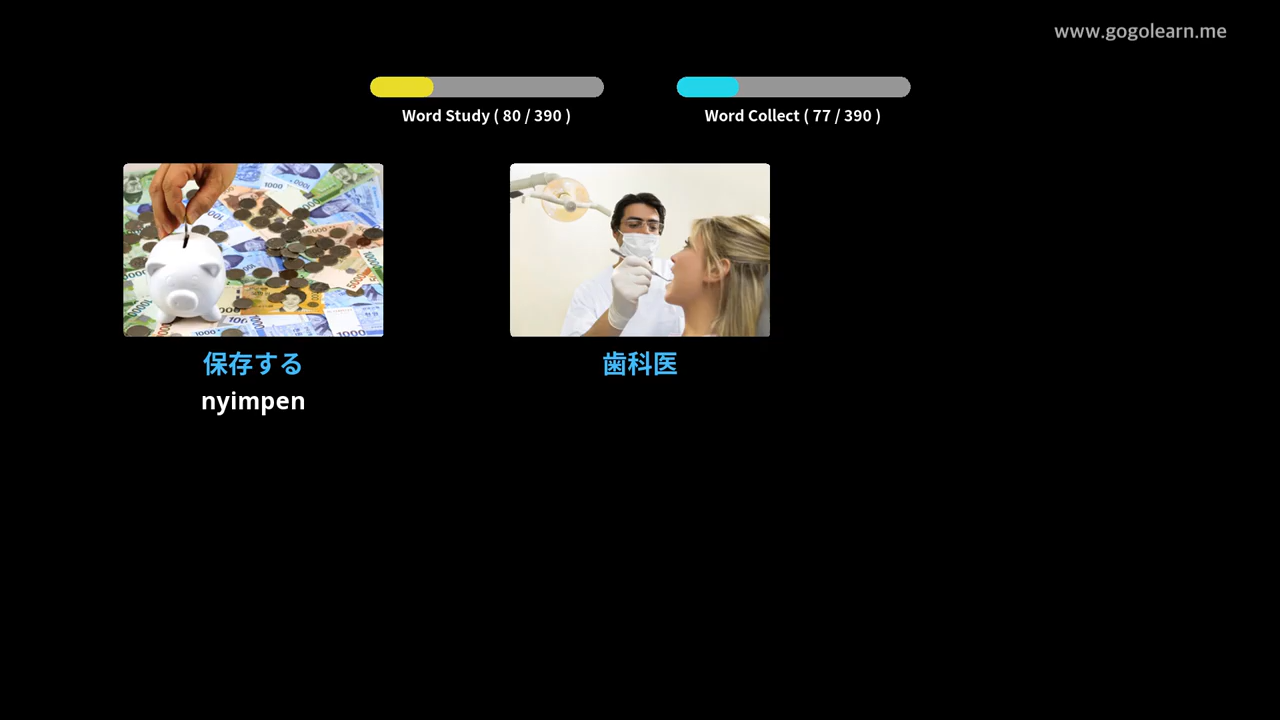 www.gogolearn.me
Word Study ( 80 / 390 )
Word Collect ( 77 / 390 )
保存する
nyimpen
歯科医